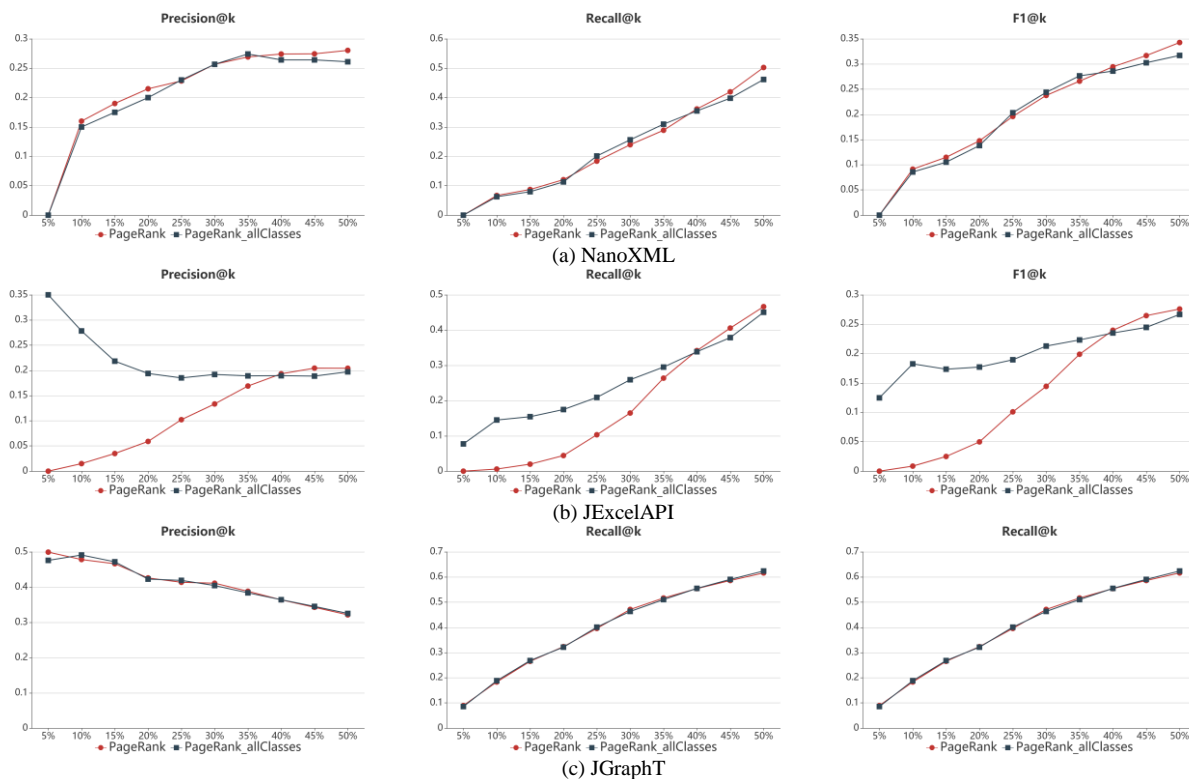 Precision@k Recall@k F1@k
0.3 0.6 0.35
0.25 0.5 0.3
0.2 0.4 0.25
0.15 0.3 0.2
0.1 0.2 0.15
0.05 0.1 0.1
0 0 0.05
0
5% 10% 15% 20% 25% 30% 35% 40% 45% 50% 5% 10% 15% 20% 25% 30% 35% 40% 45% 50% 5% 10% 15% 20% 25% 30% 35% 40% 45% 50%
PageRank PageRank_allClasses PageRank PageRank_allClasses PageRank PageRank_allClasses
(a) NanoXML
Precision@k Recall@k F1@k
0.35 0.5 0.3
0.3 0.4 0.25
0.25 0.3 0.2
0.2 0.2 0.15
0.15 0.1 0.1
0.1 0 0.05
0.05 0
0
5% 10% 15% 20% 25% 30% 35% 40% 45% 50% 5% 10% 15% 20% 25% 30% 35% 40% 45% 50% 5% 10% 15% 20% 25% 30% 35% 40% 45% 50%
PageRank PageRank_allClasses PageRank PageRank_allClasses PageRank PageRank_allClasses
(b) JExcelAPI
Precision@k Recall@k Recall@k
0.5 0.7 0.7
0.4 0.6 0.6
0.3 0.5 0.5
0.2 0.4 0.4
0.1 0.3 0.3
0 0.2 0.2
0.1 0.1
0 0
5% 10% 15% 20% 25% 30% 35% 40% 45% 50% 5% 10% 15% 20% 25% 30% 35% 40% 45% 50% 5% 10% 15% 20% 25% 30% 35% 40% 45% 50%
PageRank PageRank_allClasses PageRank PageRank_allClasses PageRank PageRank_allClasses
(c) JGraphT